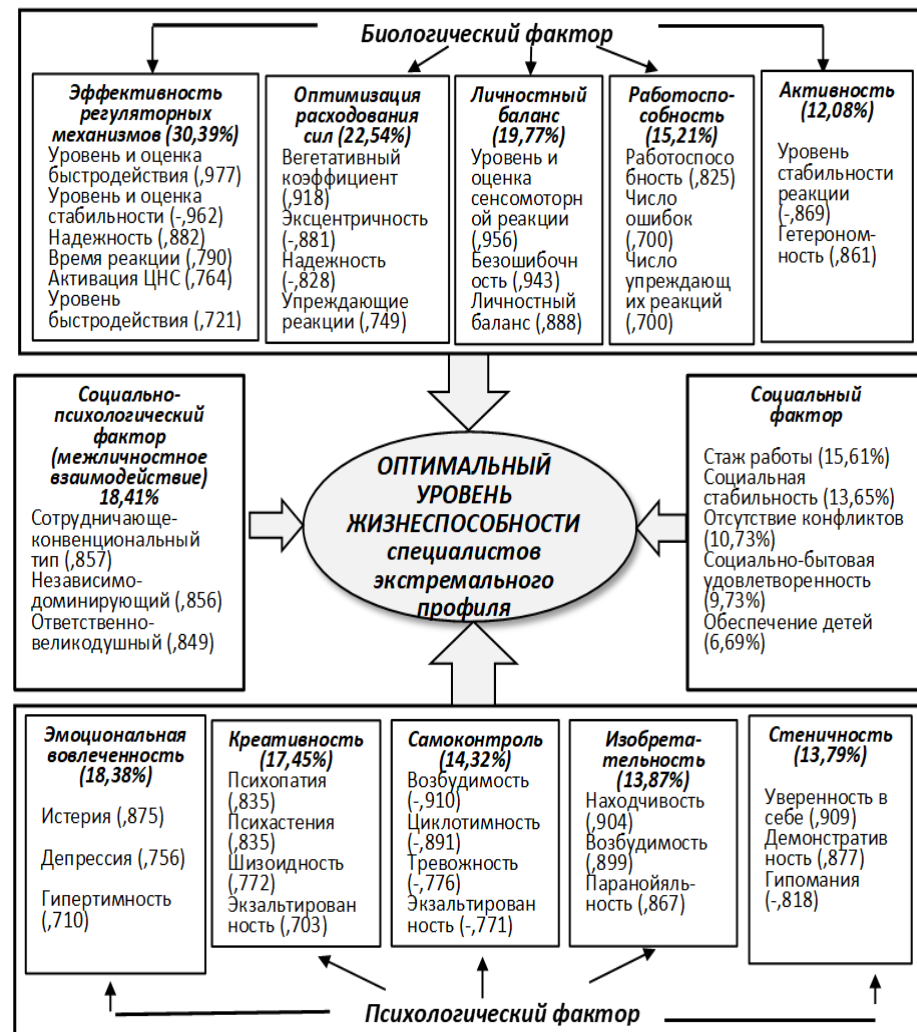 Биологический фактор
Эффективность
регуляторных
механизмов (30,39%)
Уровень и оценка
быстродействия (,977)
Уровень и оценка
стабильности (-,962)
Надежность (,882)
Время реакции (,790)
Активация ЦНС (,764)
Уровень
быстродействия (,721)
Оптимизация
расходования
сил (22,54%)
Вегетативный
коэффициент
(,918)
Эксцентричность
(-,881)
Надежность
(-,828)
Упреждающие
реакции (,749)
Личностный
баланс
(19,77%)
Уровень и
оценка
сенсомоторн
ой реакции
(,956)
Безошибочн
ость (,943)
Личностный
баланс (,888)
Работоспо-
собность
(15,21%)
Работоспосо
бность (,825)
Число
ошибок
(,700)
Число
упреждающ
их реакций
(,700)
Активность
(12,08%)
Уровень
стабильности
реакции
(-,869)
Гетероном-
ность (,861)
Социально-
психологический
фактор
(межличностное
взаимодействие)
18,41%
Сотрудничающе-
конвенциональный
тип (,857)
Независимо-
доминирующий (,856)
Ответственно-
великодушный (,849)
ОПТИМАЛЬНЫЙ
УРОВЕНЬ
ЖИЗНЕСПОСОБНОСТИ
специалистов
экстремального
профиля
Социальный
фактор
Стаж работы (15,61%)
Социальная
стабильность (13,65%)
Отсутствие конфликтов
(10,73%)
Социально-бытовая
удовлетворенность
(9,73%)
Обеспечение детей
(6,69%)
Эмоциональная
вовлеченность
(18,38%)
Истерия (,875)
Депрессия (,756)
Гипертимность
(,710)
Креативность
(17,45%)
Психопатия
(,835)
Психастения
(,835)
Шизоидность
(,772)
Экзальтирован
ность (,703)
Самоконтроль
(14,32%)
Возбудимость
(-,910)
Циклотимность
(-,891)
Тревожность
(-,776)
Экзальтирован
ность (-,771)
Изобрета-
тельность
(13,87%)
Находчивость
(,904)
Возбудимость
(,899)
Паранойяль-
ность (,867)
Стеничность
(13,79%)
Уверенность в
себе (,909)
Демонстратив
ность (,877)
Гипомания
(-,818)
Психологический фактор